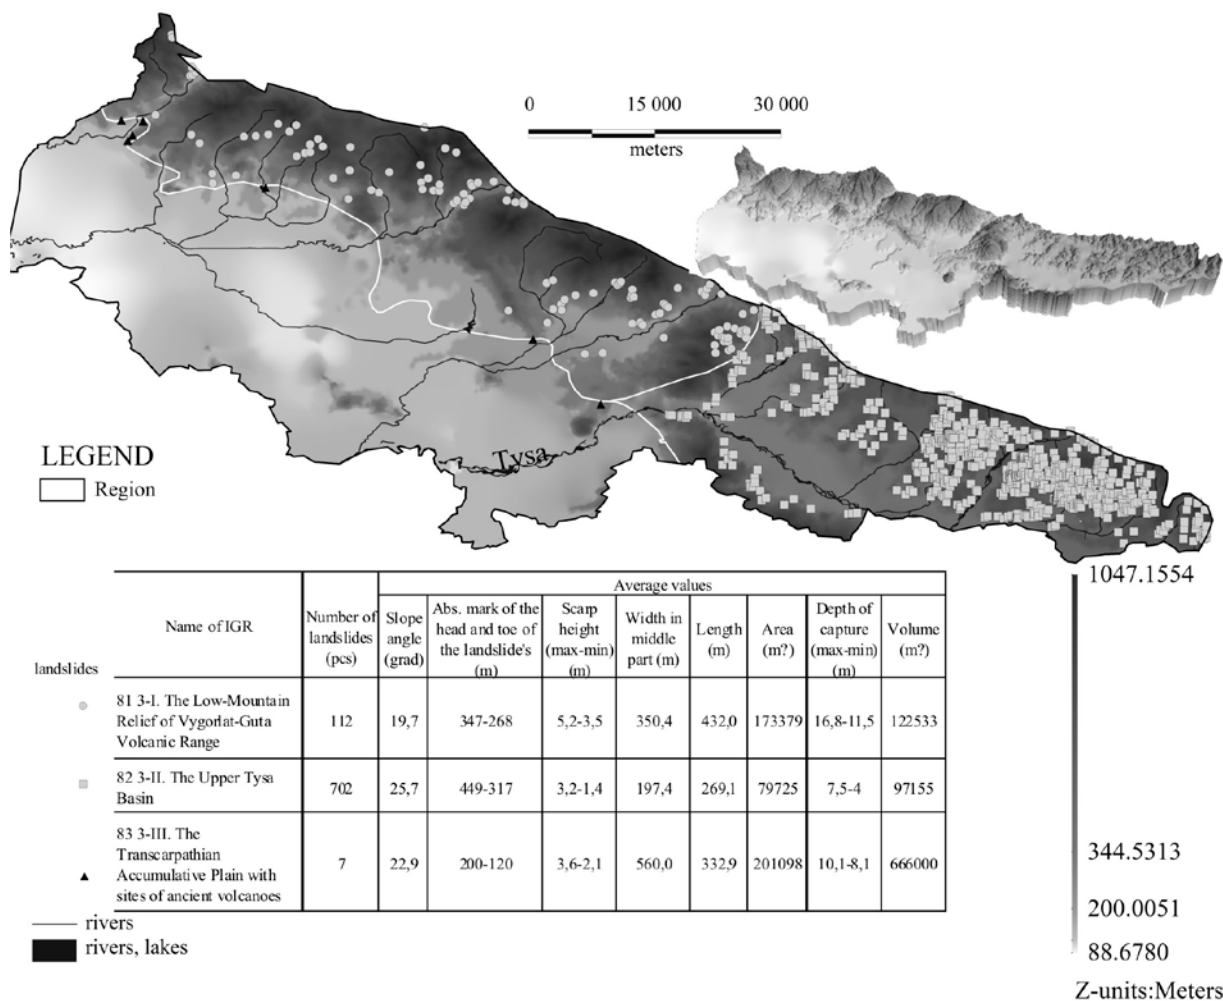 0 15 000 30 000
meters
Tysa
LEGEND
Region
1047.1554
344.5313
200.0051
88.6780
Z-units:Meters
landslides
Name of IGR
Number of
landslides
(pcs)
Average values
Slope
angle
(grad)
Abs. mark of the
head and toe of
the landslide's
(m)
Scarp
height
(max-min)
(m)
Width in
middle
part (m)
Length
(m)
Area
(m?)
Depth of
capture
(max-min)
(m)
Volume
(m?)
81 3-I. The Low-Mountain
Relief of Vygorlat-Guta
Volcanic Range
112 19,7 347-268 5,2-3,5 350,4 432,0 173379 16,8-11,5 122533
82 3-II. The Upper Tysa
Basin
702 25,7 449-317 3,2-1,4 197,4 269,1 79725 7,5-4 97155
83 3-III. The
Transcarpathian
Accumulative Plain with
sites of ancient volcanoes
7 22,9 200-120 3,6-2,1 560,0 332,9 201098 10,1-8,1 666000
rivers
rivers, lakes